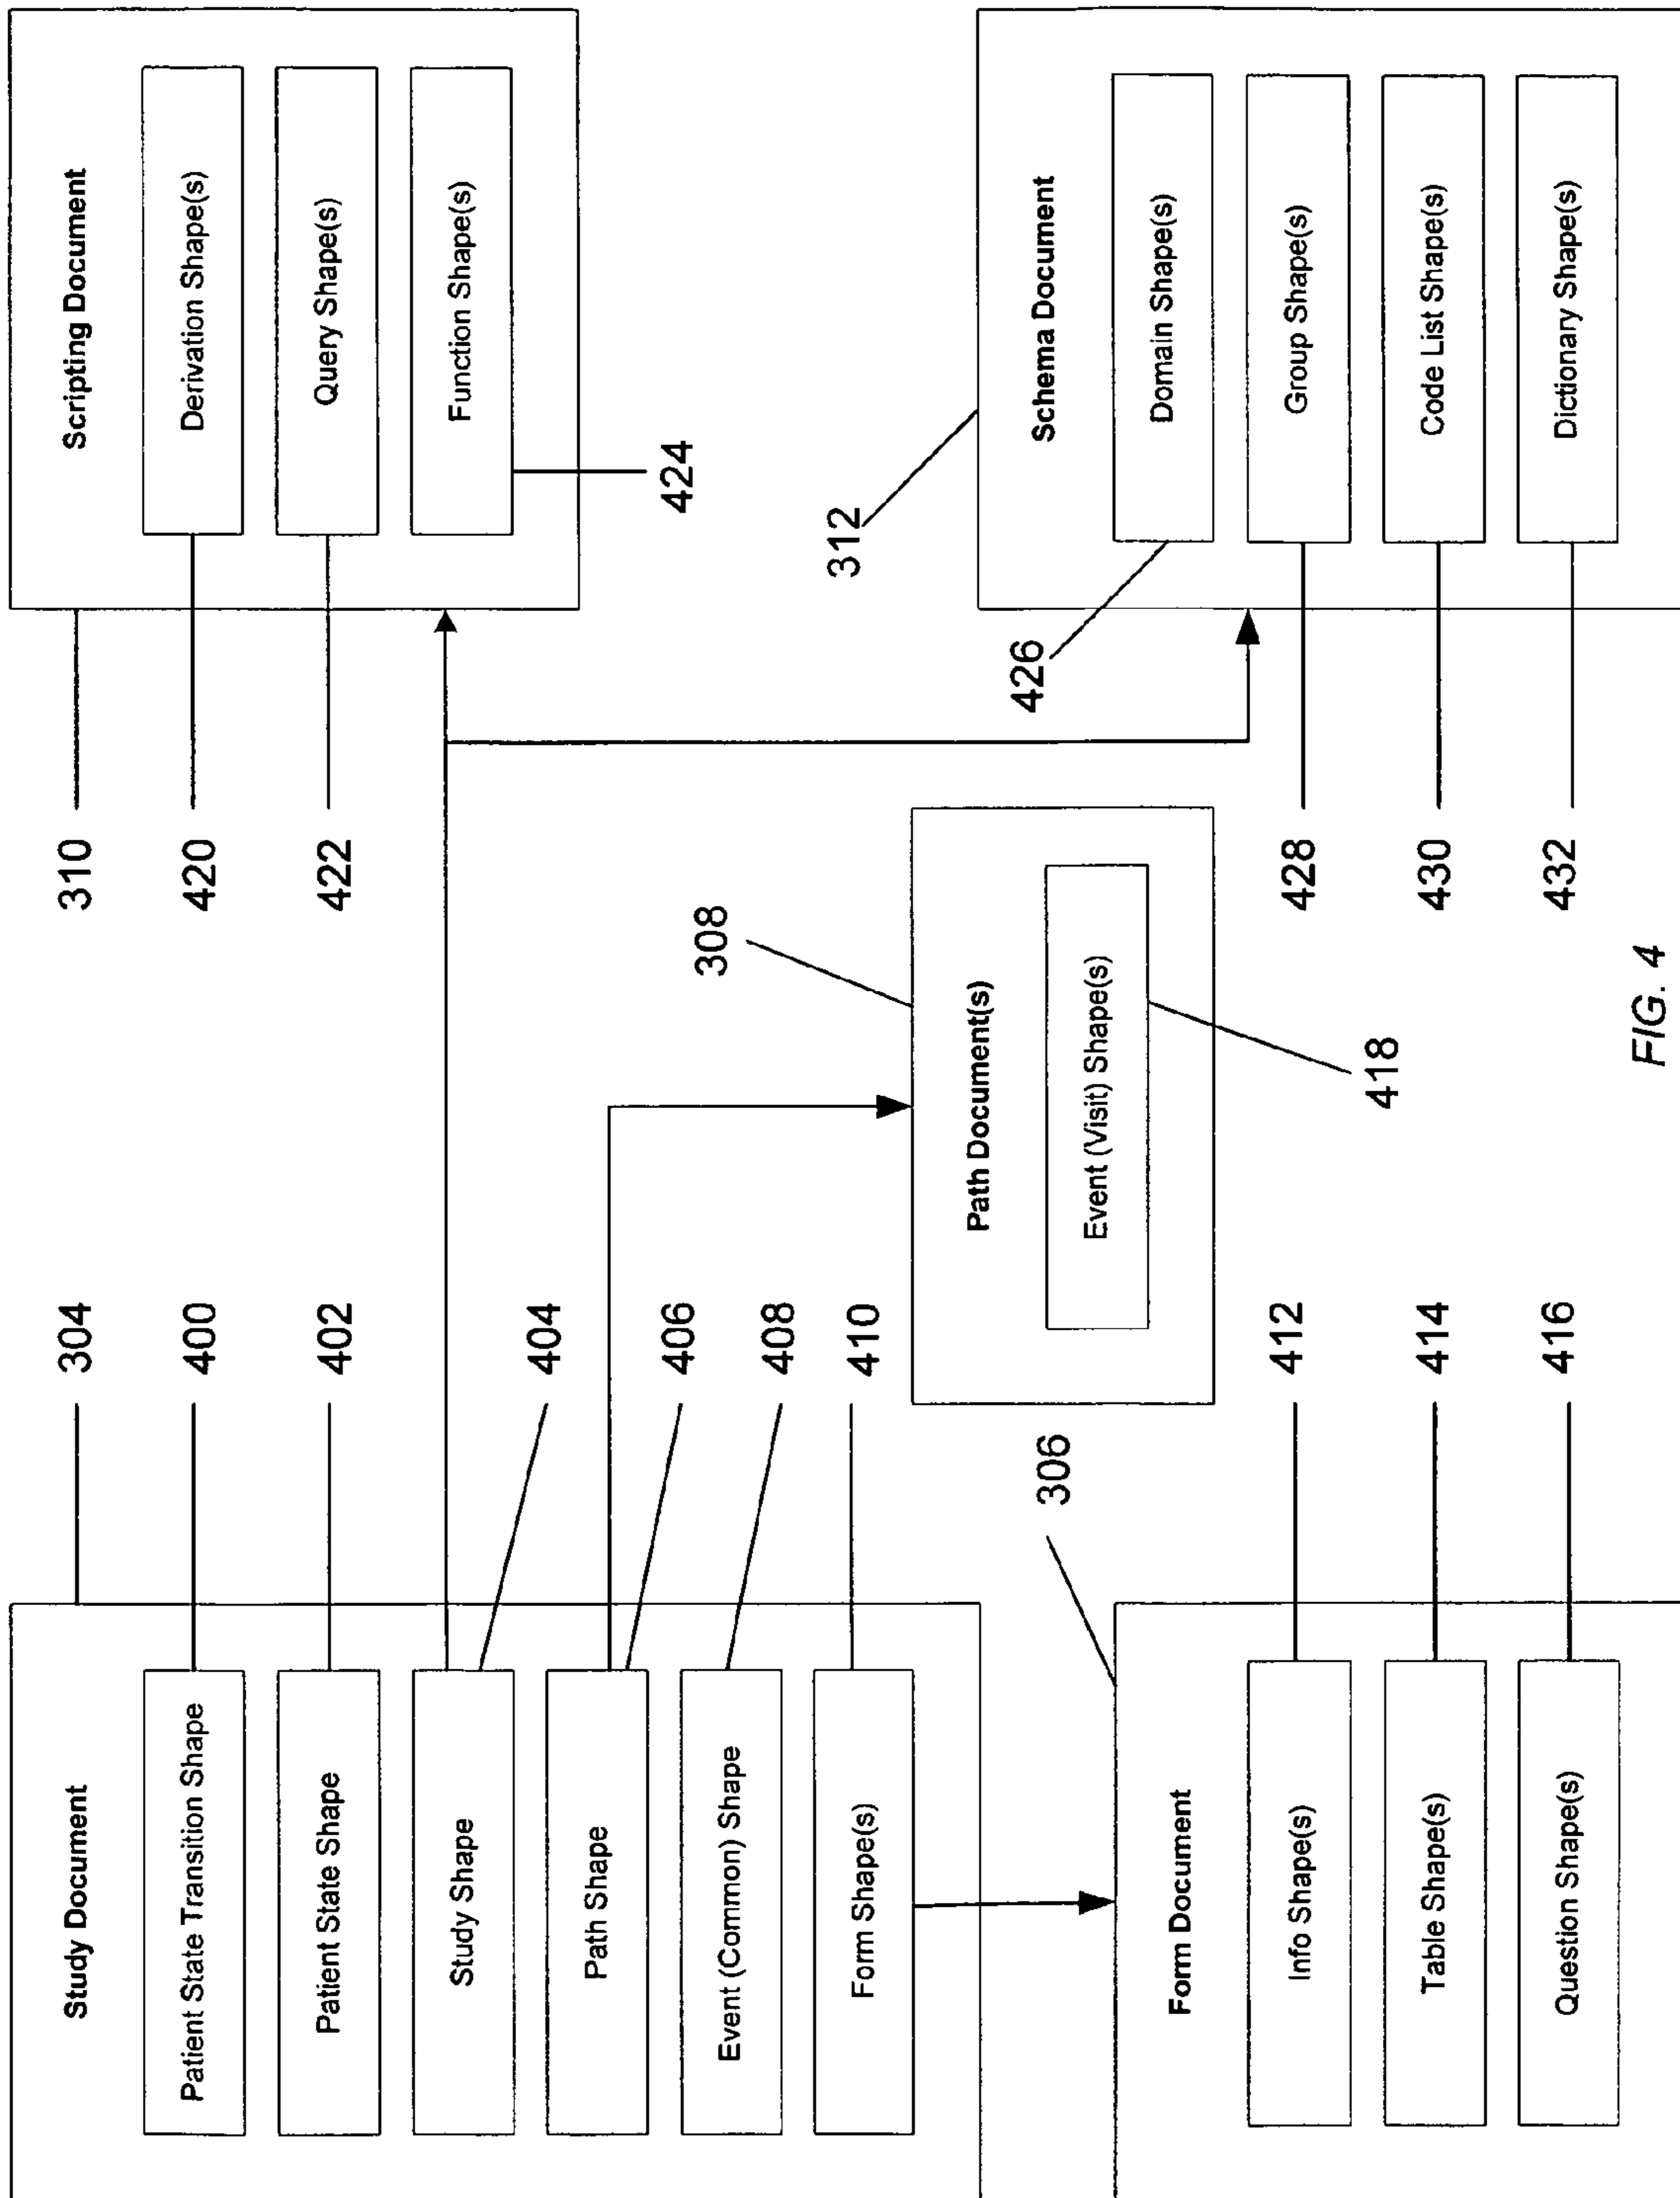 Study Document
304
Patient State Transition Shape
400
Patient State Shape
402
Study Shape
404
Path Shape
406
Event (Common) Shape
408
Form Shape(s)
410
306
Form Document
Info Shape(s)
412
Table Shape(s)
414
Question Shape(s)
416
308
Path Document(s)
Event (Visit) Shape(s)
418
310
Scripting Document
420
Derivation Shape(s)
422
Query Shape(s)
Function Shape(s)
424
312
Schema Document
426
Domain Shape(s)
428
Group Shape(s)
430
Code List Shape(s)
432
Dictionary Shape(s)
FIG. 4